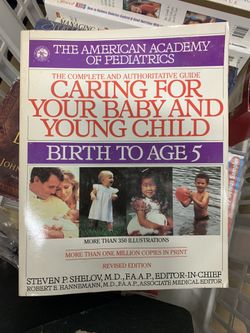 THE AMERICAN ACADEMY
OF PEDIATRICS
THE COMPLETE AND AUTHORITATIVE GUIDE
CARING FOR
YOUR BABY AND
YOUNG CHILD
BIRTH TO AGE 5
MORE THAN 350 ILLUSTRATIONS
MORE THAN ONE MILLION COPIES IN PRINT
REVISED EDITION
STEVEN P. SHELOV, M.D., F.A.A.P., EDITOR-IN-CHIEF
ROBERT E. HANNEMANN, M.D., F.A.A.P., ASSOCIATE MEDICAL EDITOR